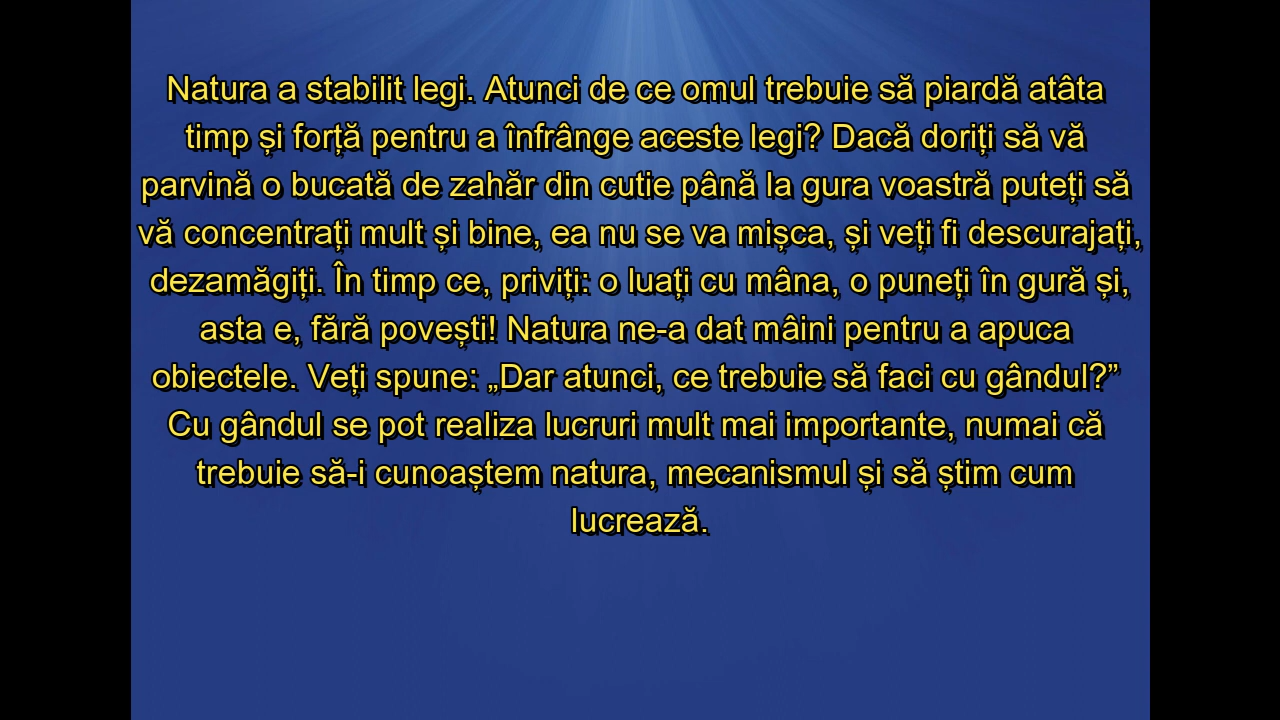 Natura a stabilit legi. Atunci de ce omul trebuie să piardă atâta
timp și forță pentru a înfrânge aceste legi? Dacă doriți să vă
parvină o bucată de zahăr din cutie până la gura voastră puteți să
vă concentrați mult și bine, ea nu se va mișca, și veți fi descurajați,
dezamăgiți. În timp ce, priviți: o luați cu mâna, o puneți în gură și,
asta e, fără povești! Natura ne-a dat mâini pentru a apuca
obiectele. Veți spune: „Dar atunci, ce trebuie să faci cu gândul?”
Cu gândul se pot realiza lucruri mult mai importante, numai că
trebuie să-i cunoaștem natura, mecanismul și să știm cum
lucrează.